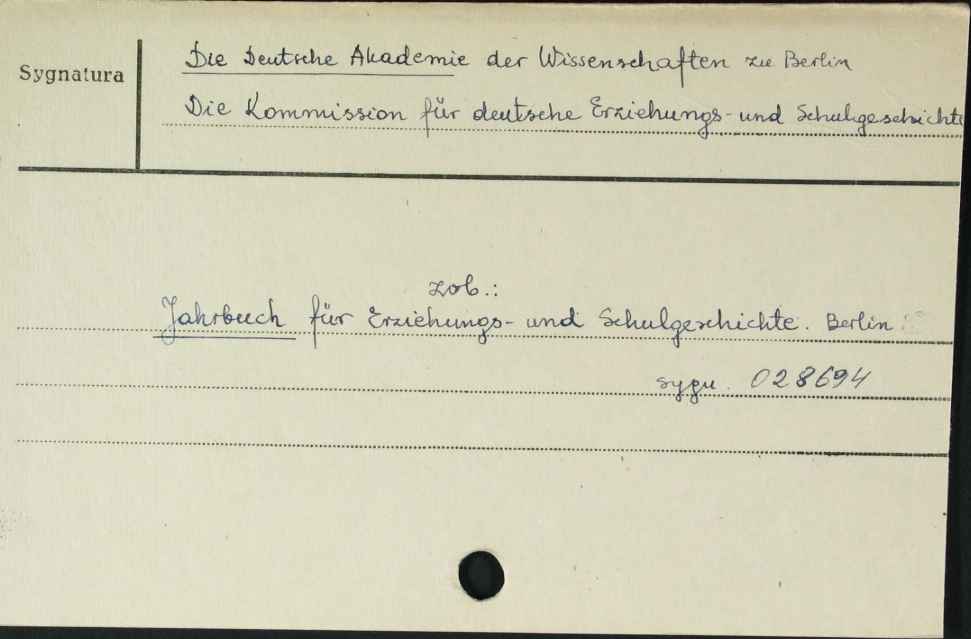 Die Deutsche Akademie der Wissenschaften zu Berlin
Sygnatura
Die Kommission für deutsche Erziehungs- und Schulgeschichte
zob.:
Jahrbuch für Erziehungs- und Schulgeschichte. Berlin
sygn. 028694